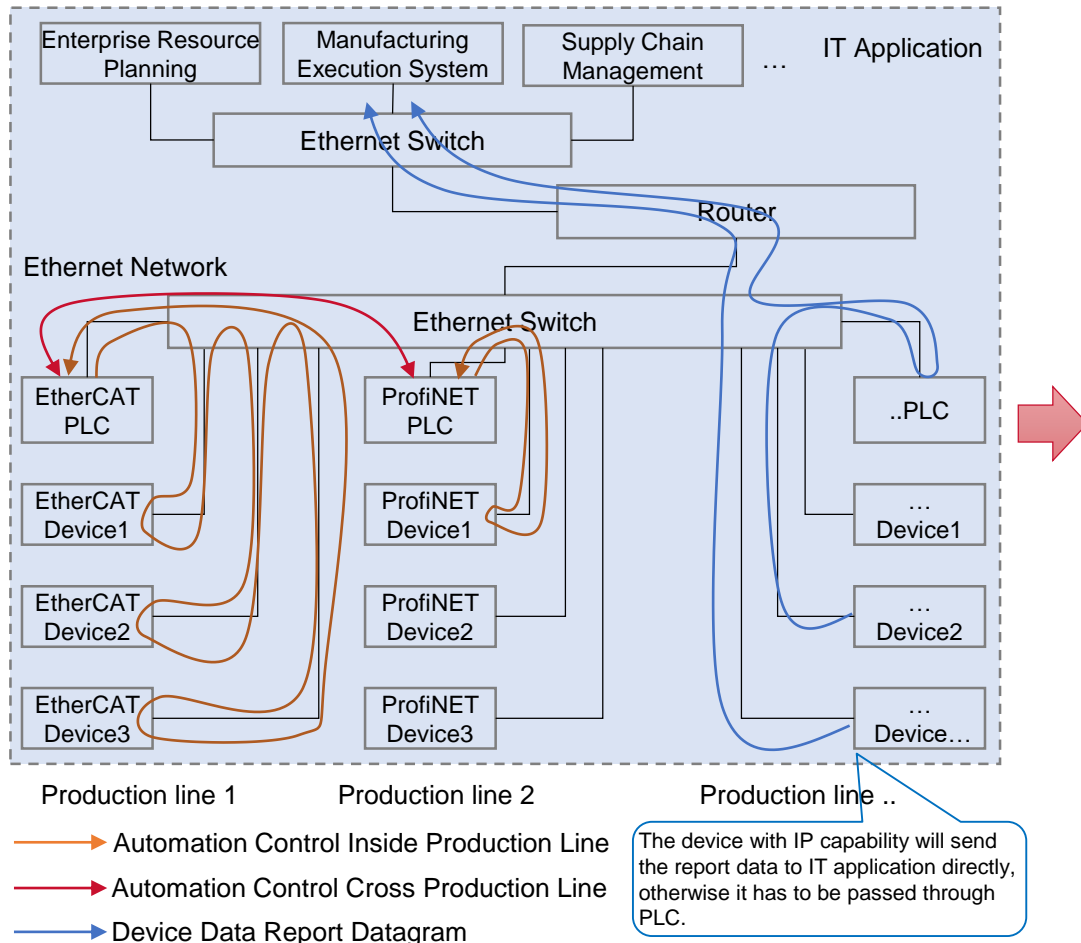 Enterprise Resource
Planning
Manufacturing
Execution System
Supply Chain
Management
…
IT Application
Ethernet Switch
Router
Ethernet Network
Ethernet Switch
EtherCAT
PLC
ProfiNET
PLC
..PLC
EtherCAT
Device1
ProfiNET
Device1
…
Device1
EtherCAT
Device2
ProfiNET
Device2
…
Device2
EtherCAT
Device3
ProfiNET
Device3
…
Device…
Production line 1
Production line 2
Production line ..
Automation Control Inside Production Line
Automation Control Cross Production Line
Device Data Report Datagram
The device with IP capability will send
the report data to IT application directly,
otherwise it has to be passed through
PLC.